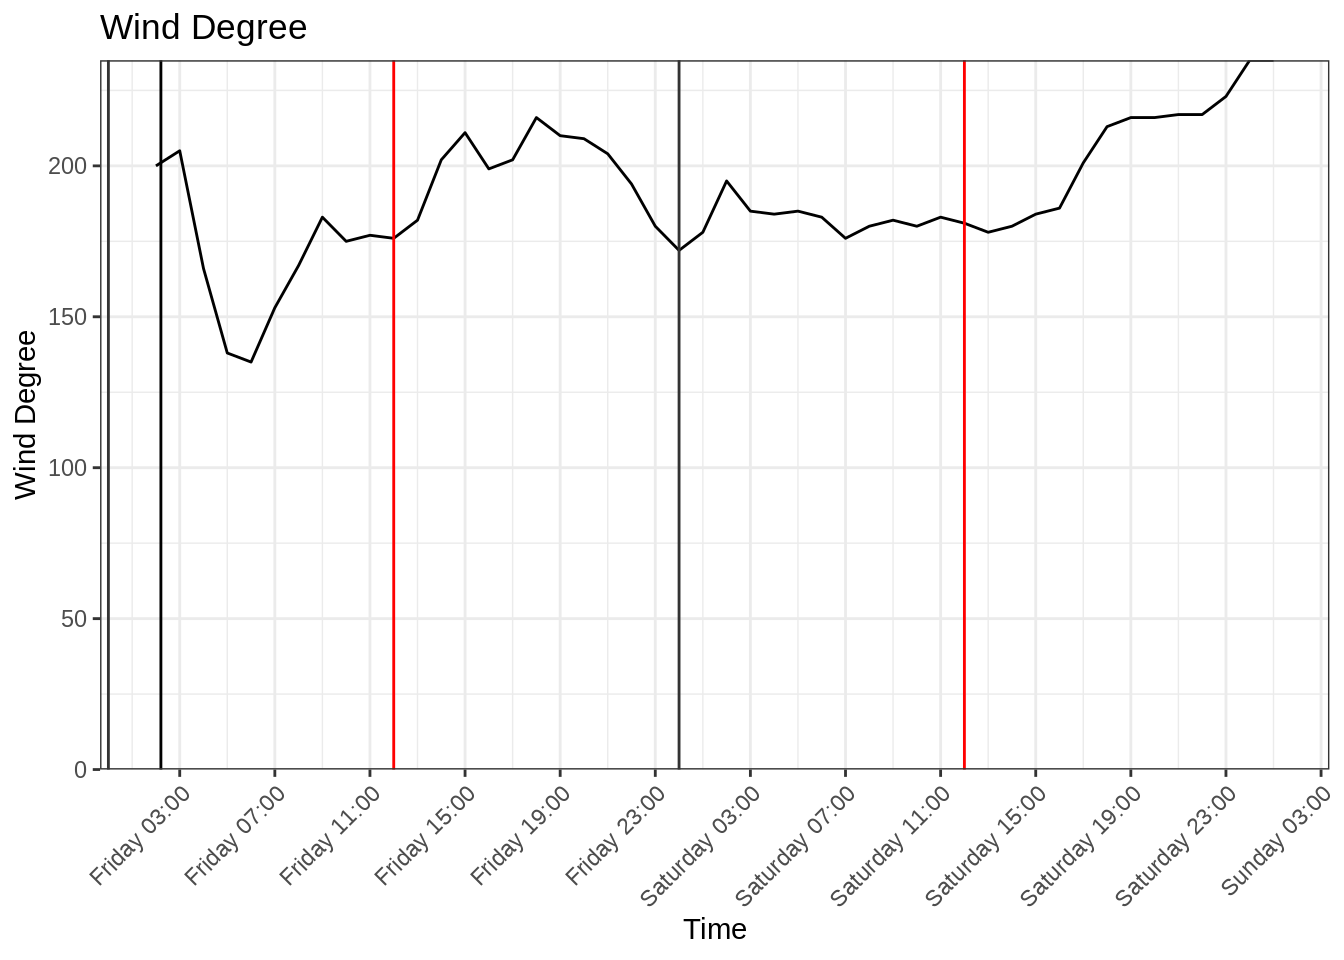 Wind Degree
Wind Degree
200
150
100
50
0
Friday 03:00
Friday 07:00
Friday 11:00
Friday 15:00
Friday 19:00
Friday 23:00
Saturday 03:00
Saturday 07:00
Saturday 11:00
Saturday 15:00
Saturday 19:00
Saturday 23:00
Sunday 03:00
Time